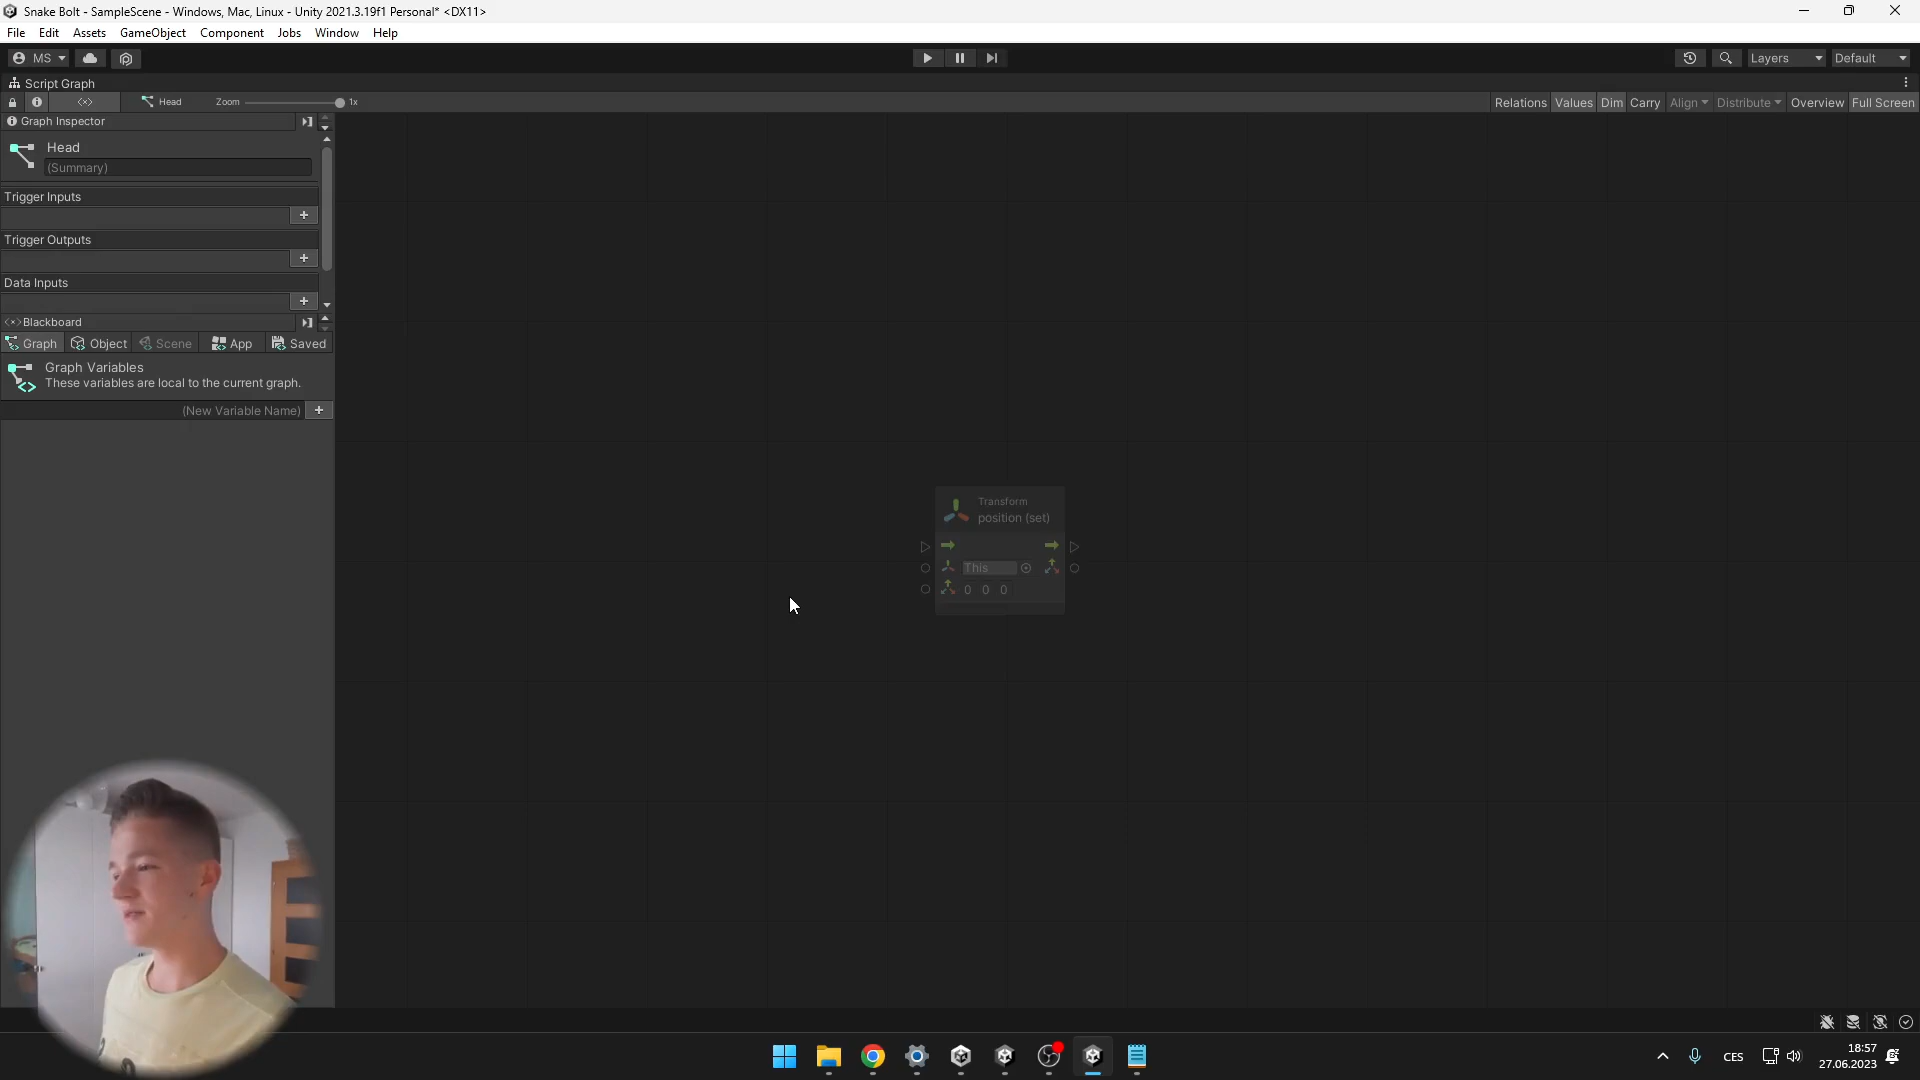 Snake Bolt - SampleScene - Windows, Mac, Linux - Unity 2021.3.19f1 Personal* <DX11>
File Edit Assets GameObject Component Jobs Window Help
MS Layers Default
Script Graph
Head Zoom 1x Relations Values Dim Carry Align Distribute Overview Full Screen
Graph Inspector
Head
(Summary)
Trigger Inputs
+
Trigger Outputs
+
Data Inputs
+
Blackboard
Graph Object Scene App Saved
Graph Variables
These variables are local to the current graph.
(New Variable Name) +
Transform
position (set)
This
0 0 0
CES
18:57
27.06.2023